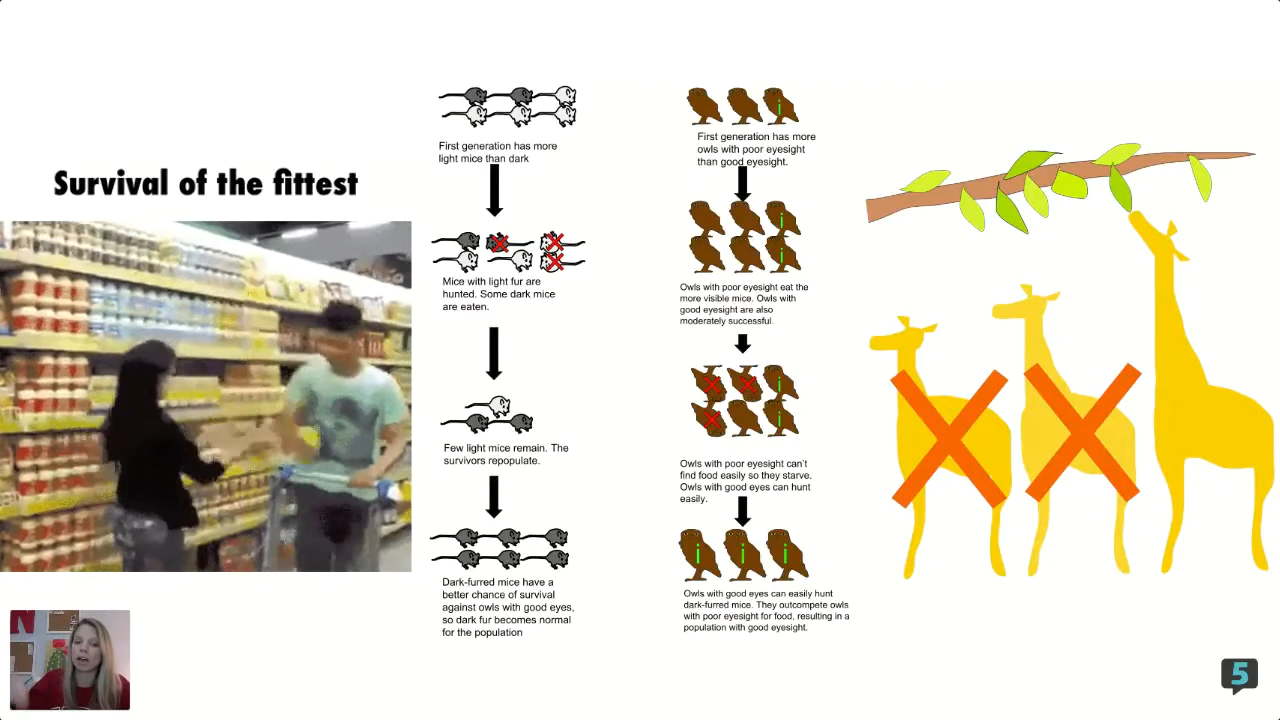 Survival of the fittest
First generation has more
light mice than dark
Mice with light fur are
hunted. Some dark mice
are eaten.
Few light mice remain. The
survivors repopulate.
Dark-furred mice have a
better chance of survival
against owls with good eyes,
so dark fur becomes normal
for the population
i
First generation has more
owls with poor eyesight
than good eyesight.
i
i
Owls with poor eyesight eat the
more visible mice. Owls with
good eyesight are also
moderately successful.
i
i
Owls with poor eyesight can't
find food easily so they starve.
Owls with good eyes can hunt
easily.
i i i
Owls with good eyes can easily hunt
dark-furred mice. They outcompete owls
with poor eyesight for food, resulting in a
population with good eyesight.
N
5